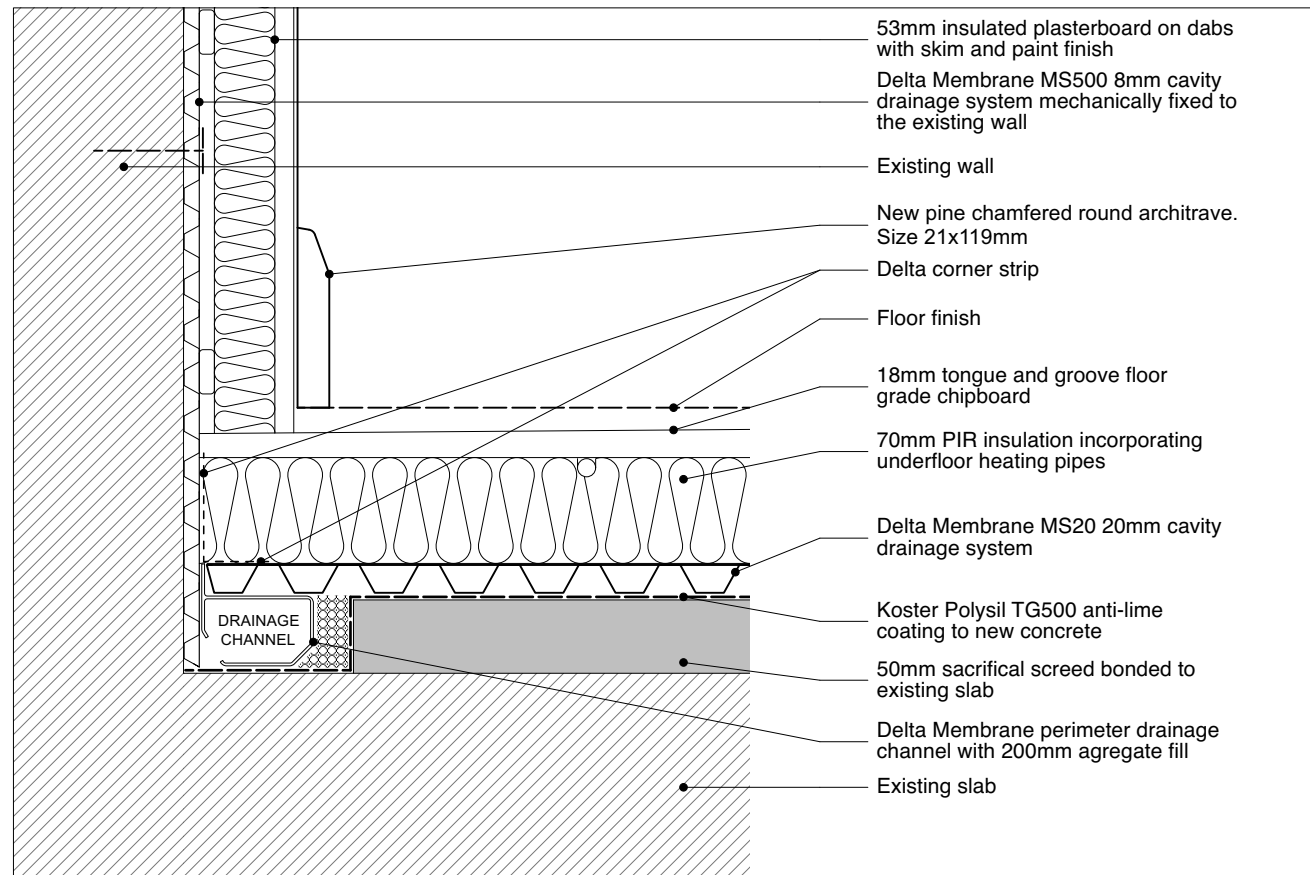 53mm insulated plasterboard on dabs
with skim and paint finish
Delta Membrane MS500 8mm cavity
drainage system mechanically fixed to
the existing wall
Existing wall
New pine chamfered round architrave.
Size 21x119mm
Delta corner strip
Floor finish
18mm tongue and groove floor
grade chipboard
70mm PIR insulation incorporating
underfloor heating pipes
Delta Membrane MS20 20mm cavity
drainage system
Koster Polysil TG500 anti-lime
coating to new concrete
50mm sacrifical screed bonded to
existing slab
Delta Membrane perimeter drainage
channel with 200mm agregate fill
Existing slab
DRAINAGE
CHANNEL